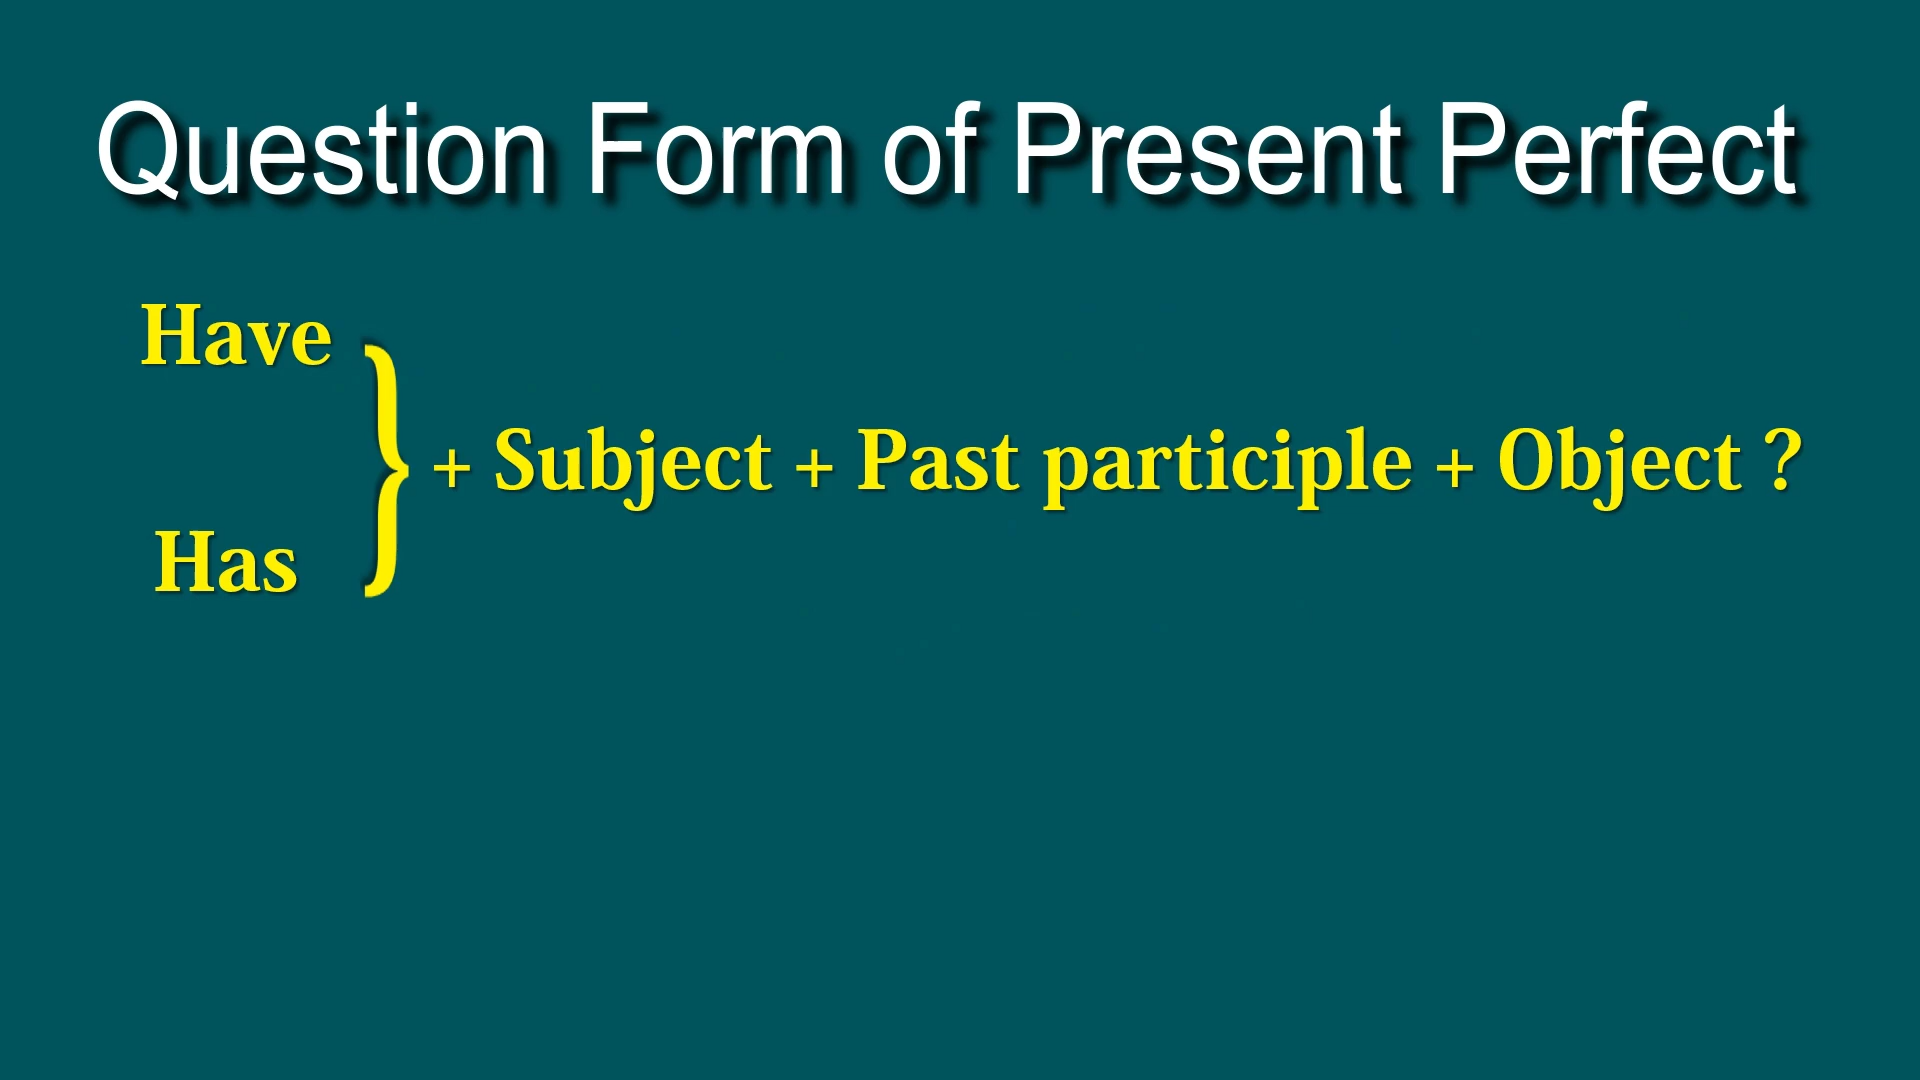 Question Form of Present Perfect
Have
} + Subject + Past participle + Object ?
Has